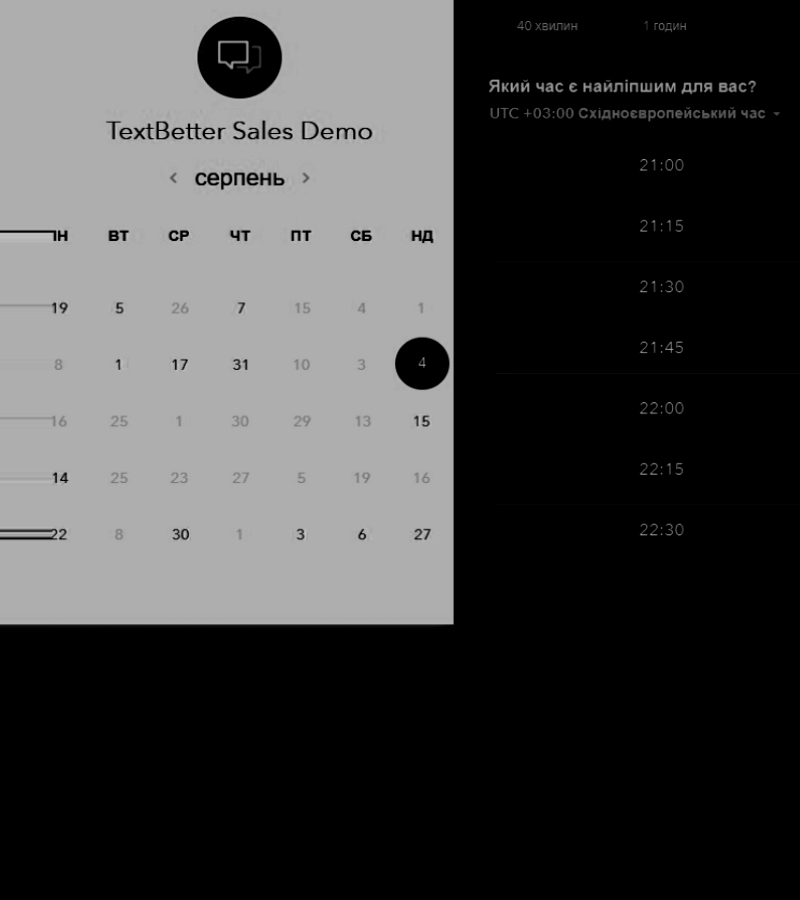 TextBetter Sales Demo
< серпень >
ІН ВТ СР ЧТ ПТ СБ НД
19 5 26 7 15 4 1
8 1 17 31 10 3 4
16 25 1 30 29 13 15
14 25 23 27 5 19 16
22 8 30 1 3 6 27
40 хвилин 1 годин
Який час є найліпшим для вас?
UTC +03:00 Східноєвропейський час
21:00
21:15
21:30
21:45
22:00
22:15
22:30